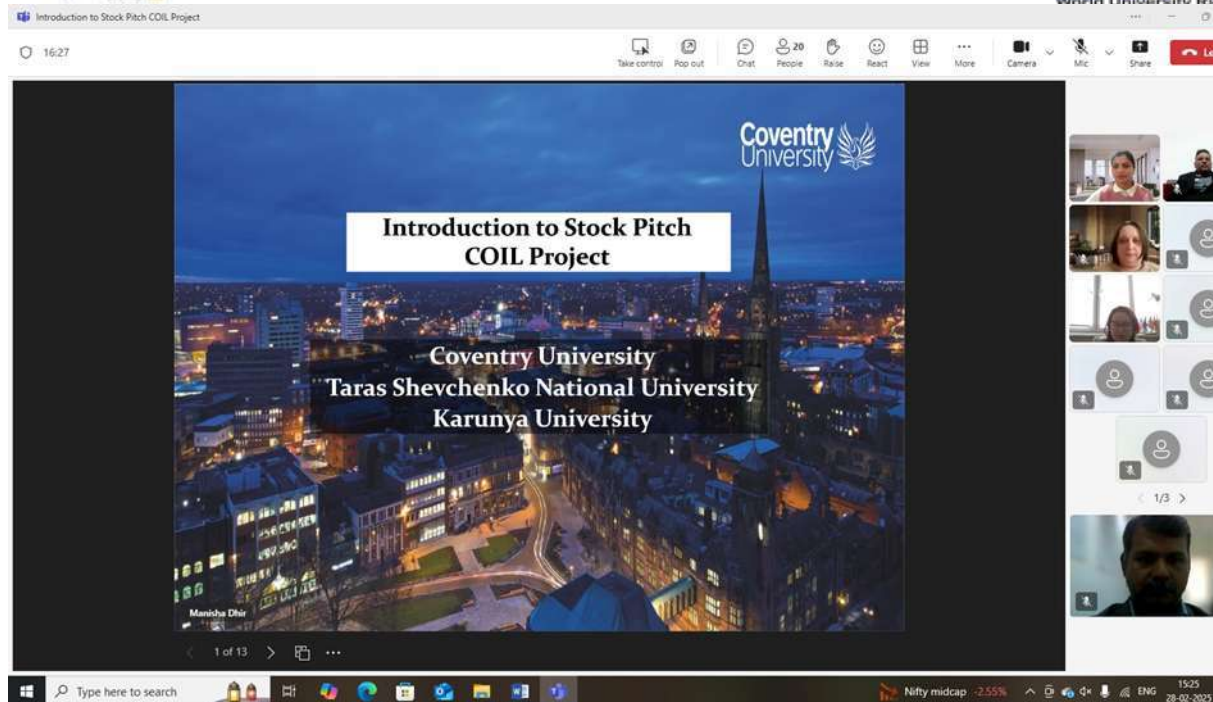 Introduction to Stock Pitch COIL Project
16:27
Take control
Pop out
Chat
20
People
Raise
React
View
More
Camera
Mic
Share
Coventry
University
Introduction to Stock Pitch
COIL Project
Coventry University
Taras Shevchenko National University
Karunya University
Manisha Dhir
1 of 13
1/3
Type here to search
Nifty midcap -2.55%
ENG
15:25
28-02-2025